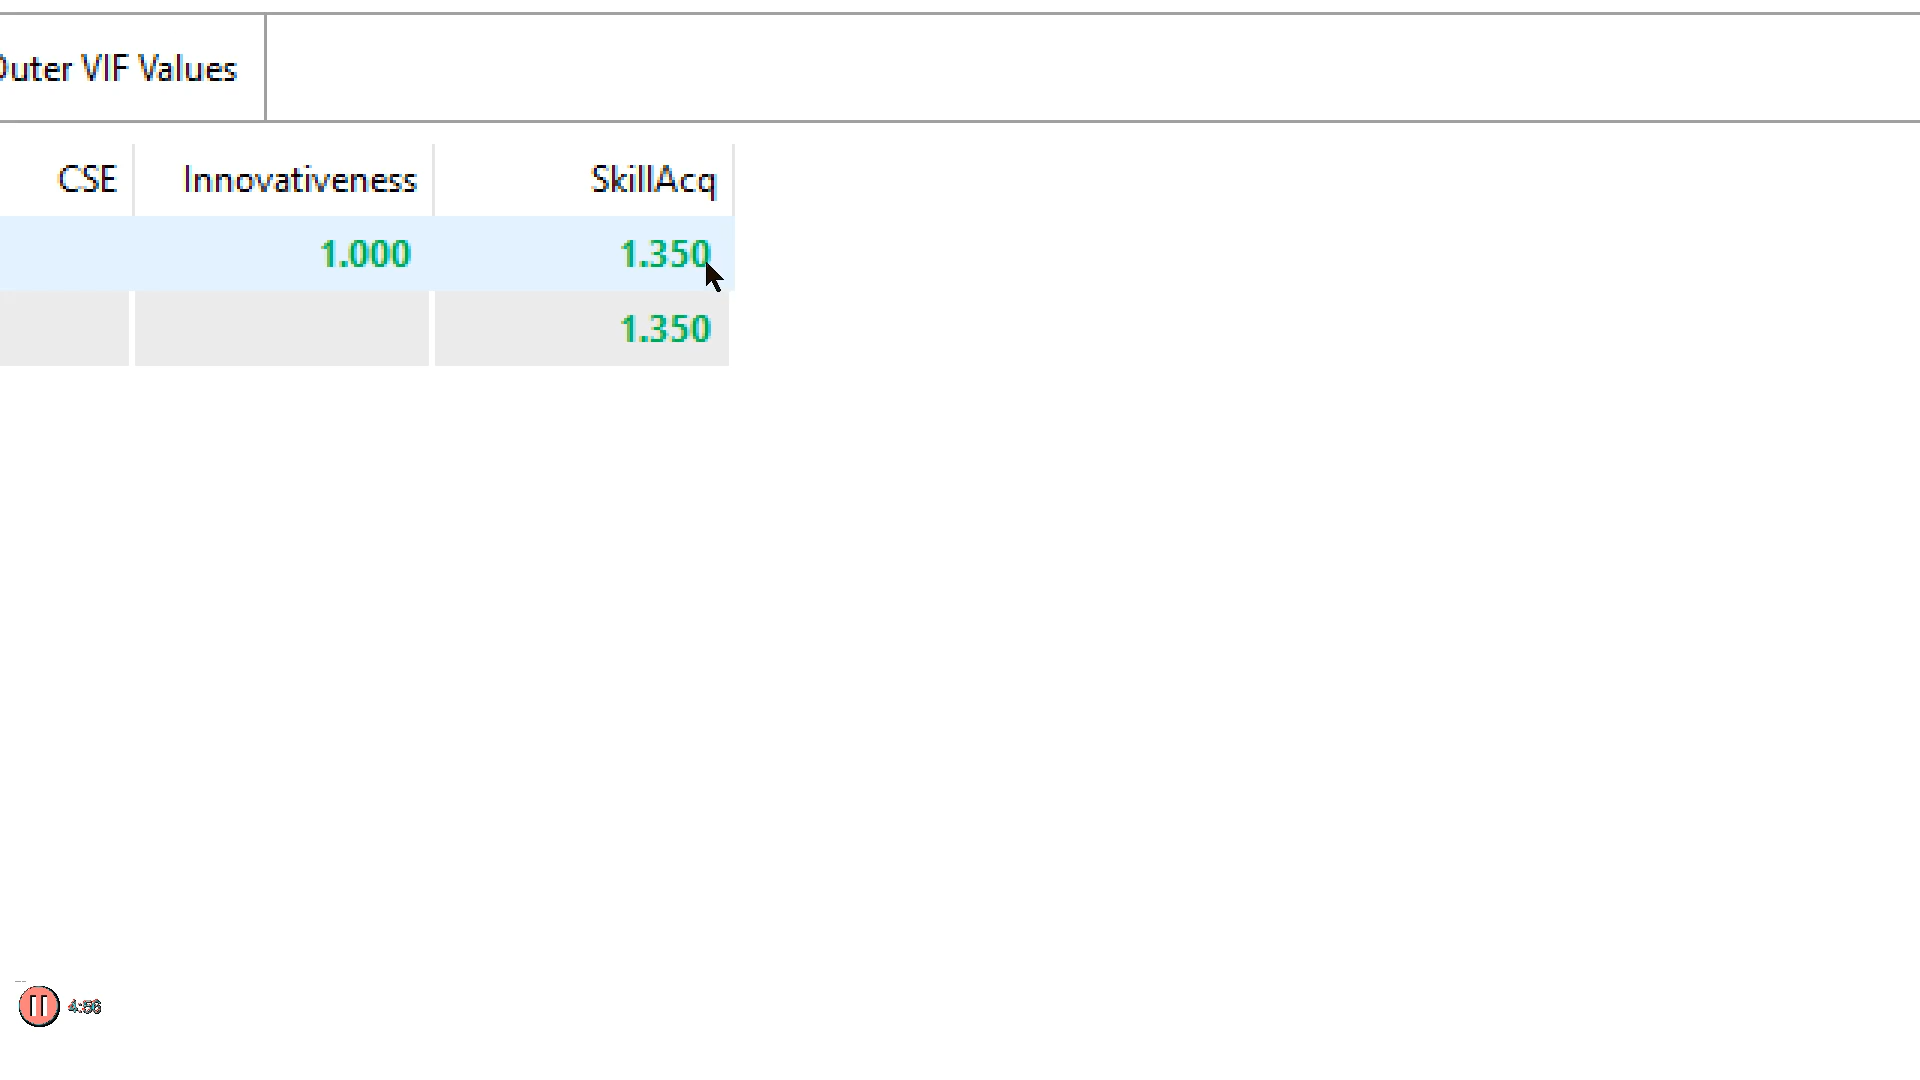 Outer VIF Values
CSE Innovativeness SkillAcq
1.000 1.350
1.350
4:56